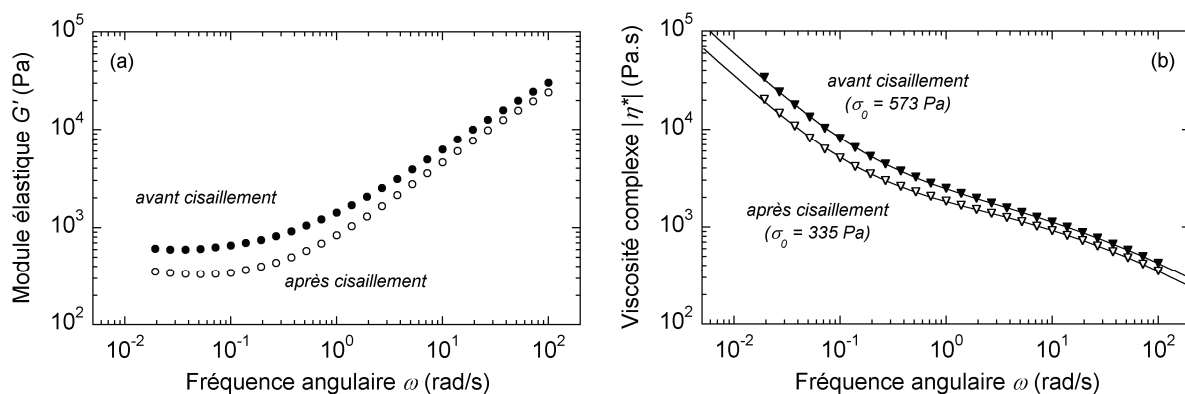 (a)
10^5
10^4
10^3
10^2
Module élastique G' (Pa)
avant cisaillement
après cisaillement
10^-2
10^-1
10^0
10^1
10^2
Fréquence angulaire ω (rad/s)
(b)
10^5
10^4
10^3
10^2
Viscosité complexe |η*| (Pa.s)
avant cisaillement
(σ_0 = 573 Pa)
après cisaillement
(σ_0 = 335 Pa)
10^-2
10^-1
10^0
10^1
10^2
Fréquence angulaire ω (rad/s)